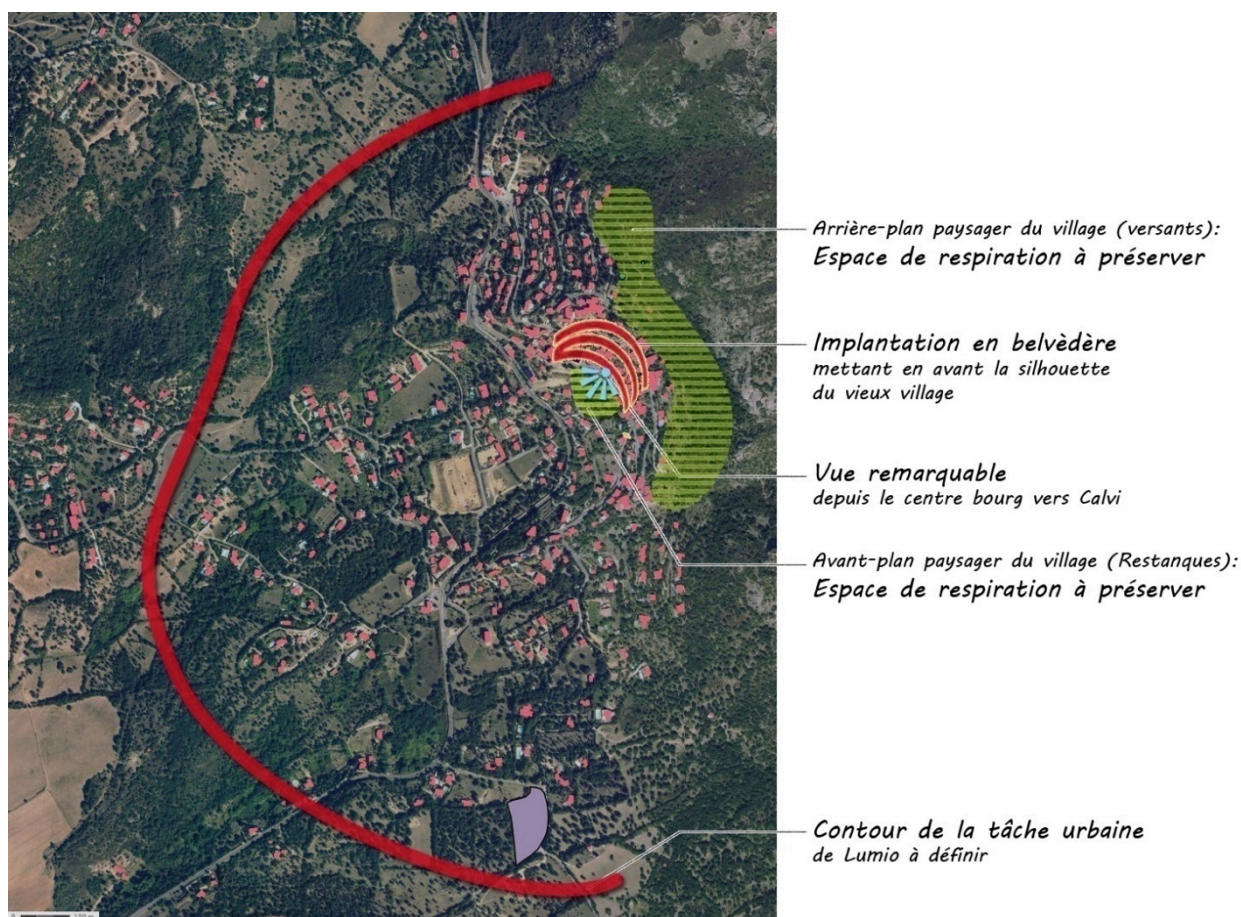 Arrière-plan paysager du village (versants):
Espace de respiration à préserver
Implantation en belvèdère
mettant en avant la silhouette
du vieux village
Vue remarquable
depuis le centre bourg vers Calvi
Avant-plan paysager du village (Restanques):
Espace de respiration à préserver
Contour de la tâche urbaine
de Lumio à définir